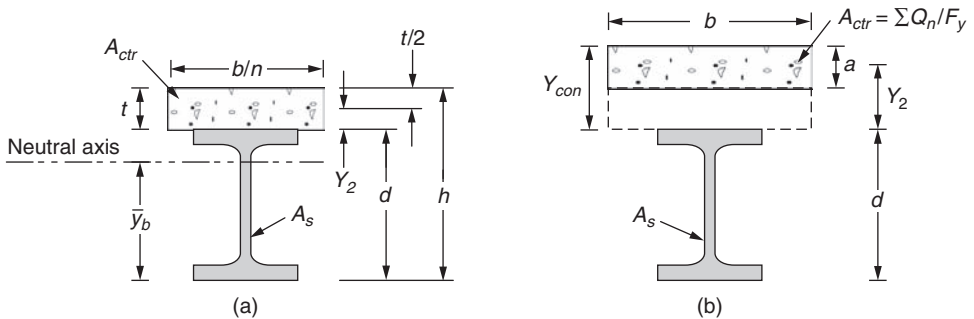 A_ctr
b/n
t/2
t
Neutral axis
ȳ_b
Y_2
d
h
A_s
(a)
b
A_ctr = ΣQ_n/F_y
Y_con
a
Y_2
d
A_s
(b)